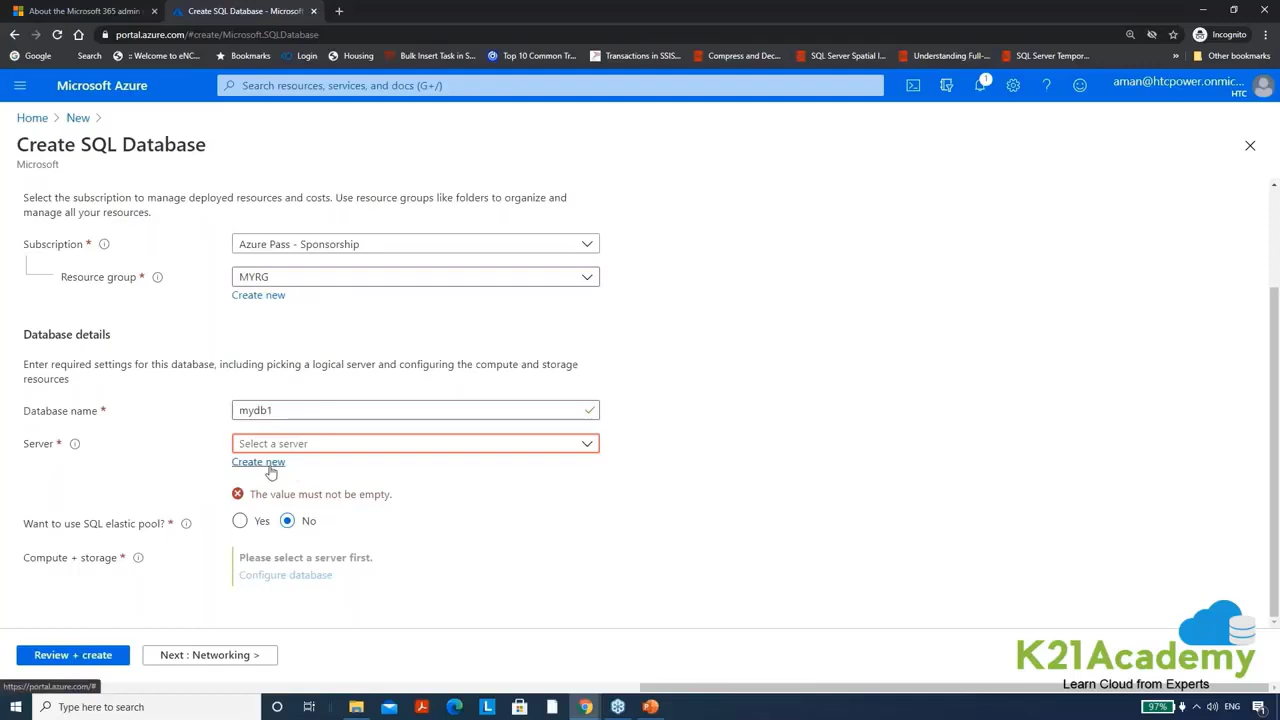 About the Microsoft 365 admin
Create SQL Database - Microsoft
portal.azure.com/#create/Microsoft.SQLDatabase
Incognito
Google
Search
:: Welcome to eNC...
Bookmarks
Login
Housing
Bulk Insert Task in S...
Top 10 Common Tr...
Transactions in SSIS...
Compress and Dec...
SQL Server Spatial I...
Understanding Full-...
SQL Server Tempor...
»
Other bookmarks
Microsoft Azure
Search resources, services, and docs (G+/)
1
aman@htcpower.onmic...
HTC
Home > New >
Create SQL Database
Microsoft
Select the subscription to manage deployed resources and costs. Use resource groups like folders to organize and
manage all your resources.
Subscription *
Azure Pass - Sponsorship
Resource group *
MYRG
Create new
Database details
Enter required settings for this database, including picking a logical server and configuring the compute and storage
resources
Database name *
mydb1
Server *
Select a server
Create new
The value must not be empty.
Want to use SQL elastic pool? *
Yes No
Compute + storage *
Please select a server first.
Configure database
Review + create
Next : Networking >
K21Academy
Learn Cloud from Experts
https://portal.azure.com/#
Type here to search
97%
ENG